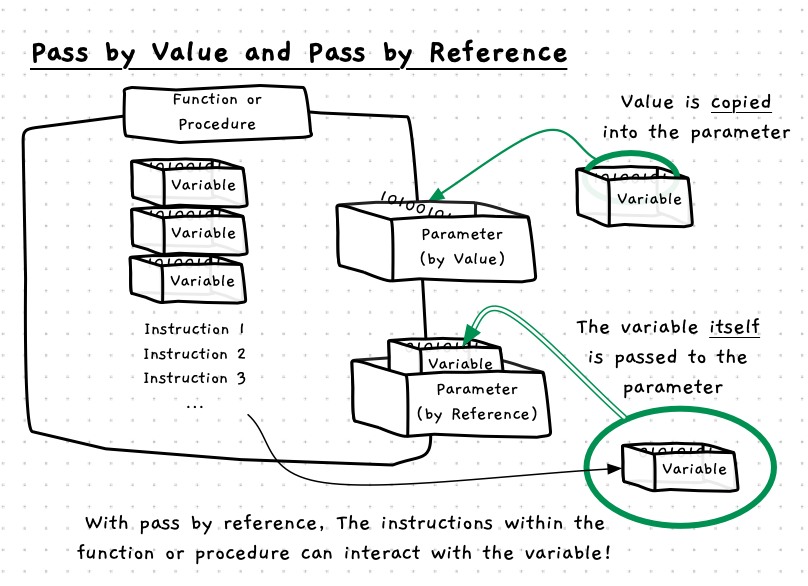 Pass by Value and Pass by Reference
Function or
Procedure
Value is copied
into the parameter
Variable
Variable
Variable
Variable
1010010
Parameter
(by Value)
Instruction 1
Instruction 2
Instruction 3
...
The variable itself
is passed to the
parameter
Variable
Parameter
(by Reference)
Variable
With pass by reference, The instructions within the
function or procedure can interact with the variable!